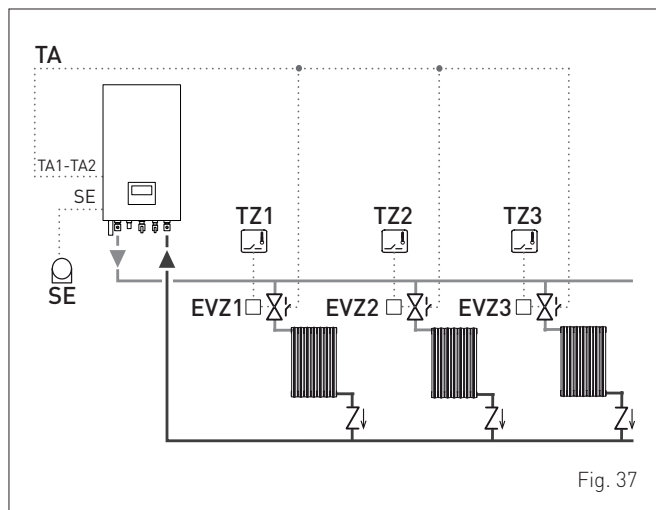 TA
TA1-TA2
SE
SE
TZ1
TZ2
TZ3
EVZ1
EVZ2
EVZ3
Fig. 37